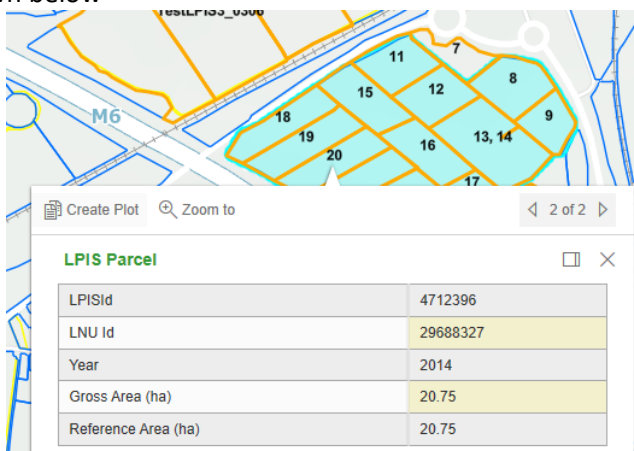 TestLPIS3_0306
7
11
8
M6
15
12
18
9
19
16
13, 14
20
17
Create Plot Zoom to 2 of 2
LPIS Parcel
LPISId 4712396
LNU Id 29688327
Year 2014
Gross Area (ha) 20.75
Reference Area (ha) 20.75